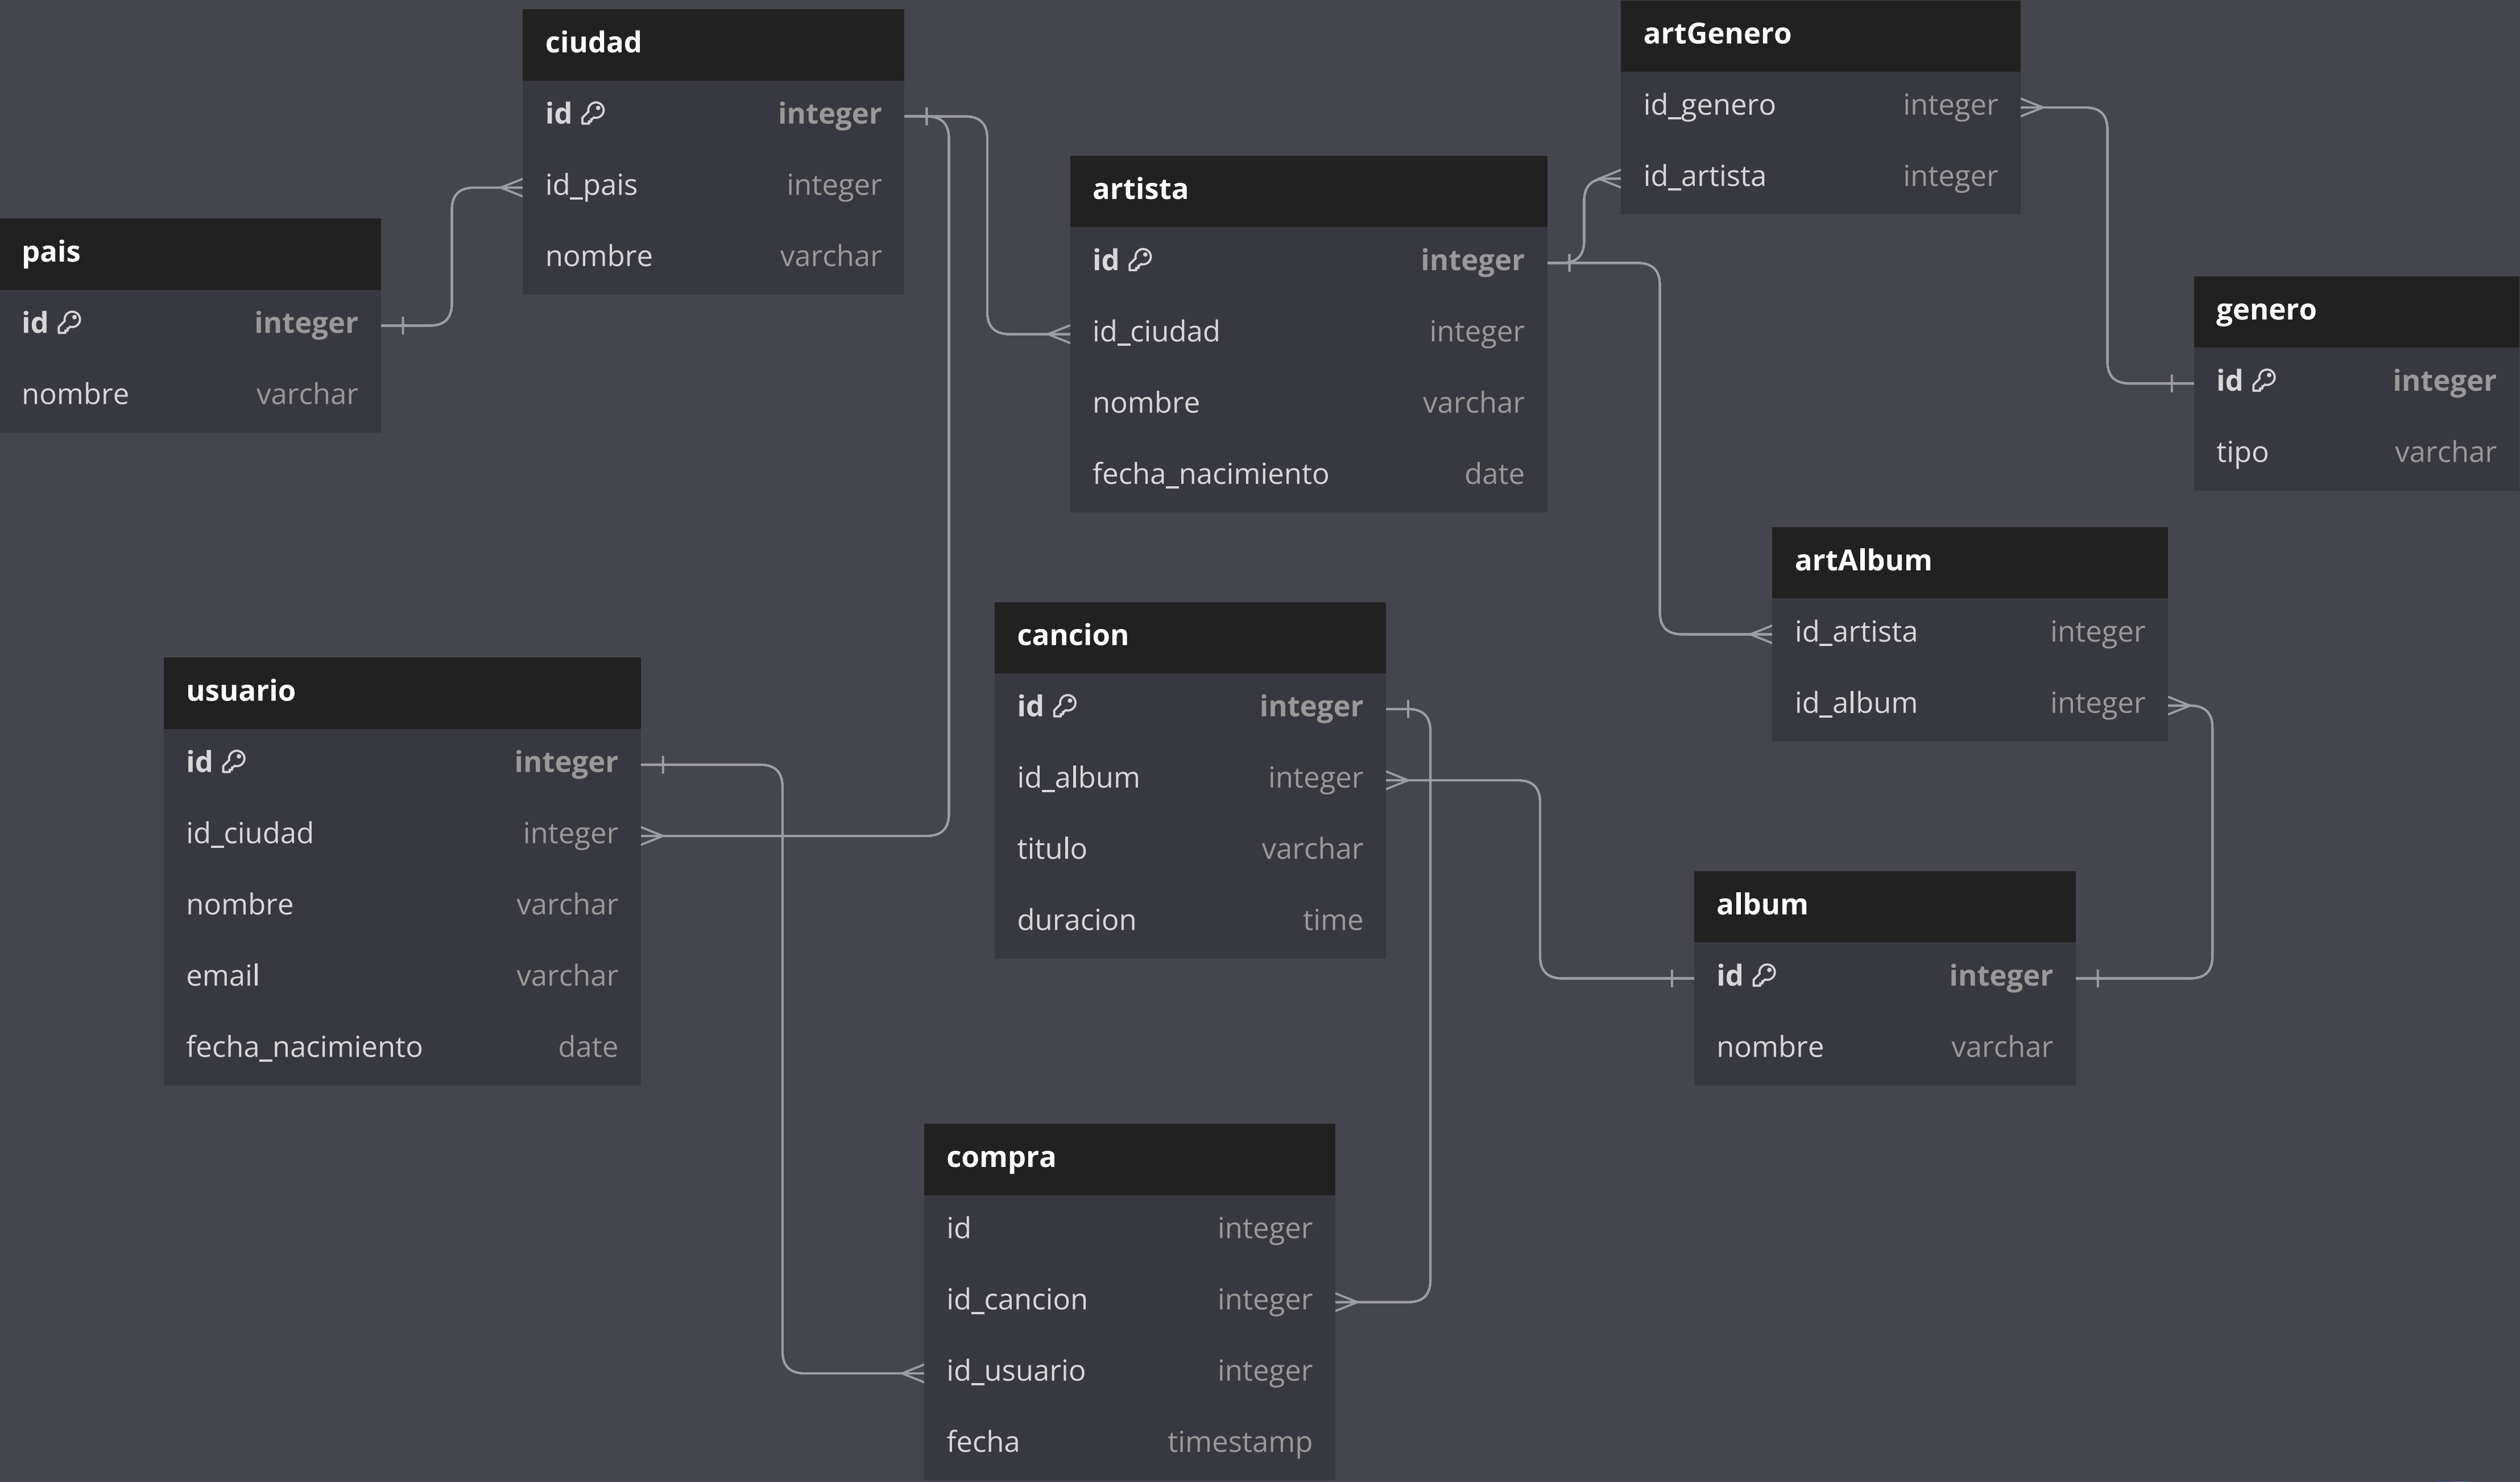 ciudad
id integer
id_pais integer
nombre varchar
artGenero
id_genero integer
id_artista integer
pais
id integer
nombre varchar
artista
id integer
id_ciudad integer
nombre varchar
fecha_nacimiento date
genero
id integer
tipo varchar
artAlbum
id_artista integer
id_album integer
usuario
id integer
id_ciudad integer
nombre varchar
email varchar
fecha_nacimiento date
cancion
id integer
id_album integer
titulo varchar
duracion time
album
id integer
nombre varchar
compra
id integer
id_cancion integer
id_usuario integer
fecha timestamp